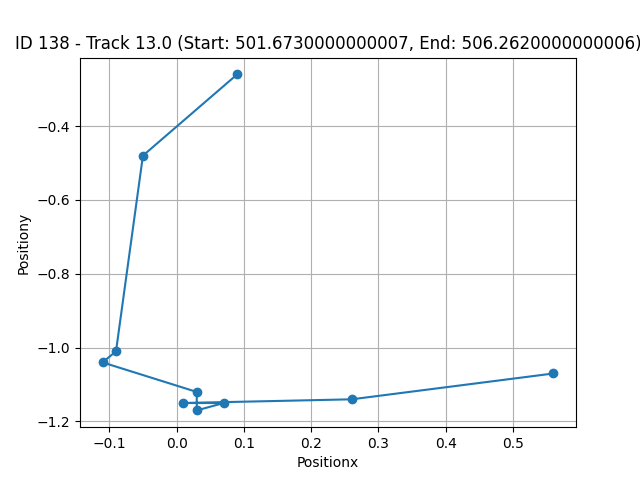 ID 138 - Track 13.0 (Start: 501.6730000000007, End: 506.2620000000006)
−0.4
−0.6
−0.8
−1.0
−1.2
Positiony
−0.1 0.0 0.1 0.2 0.3 0.4 0.5
Positionx